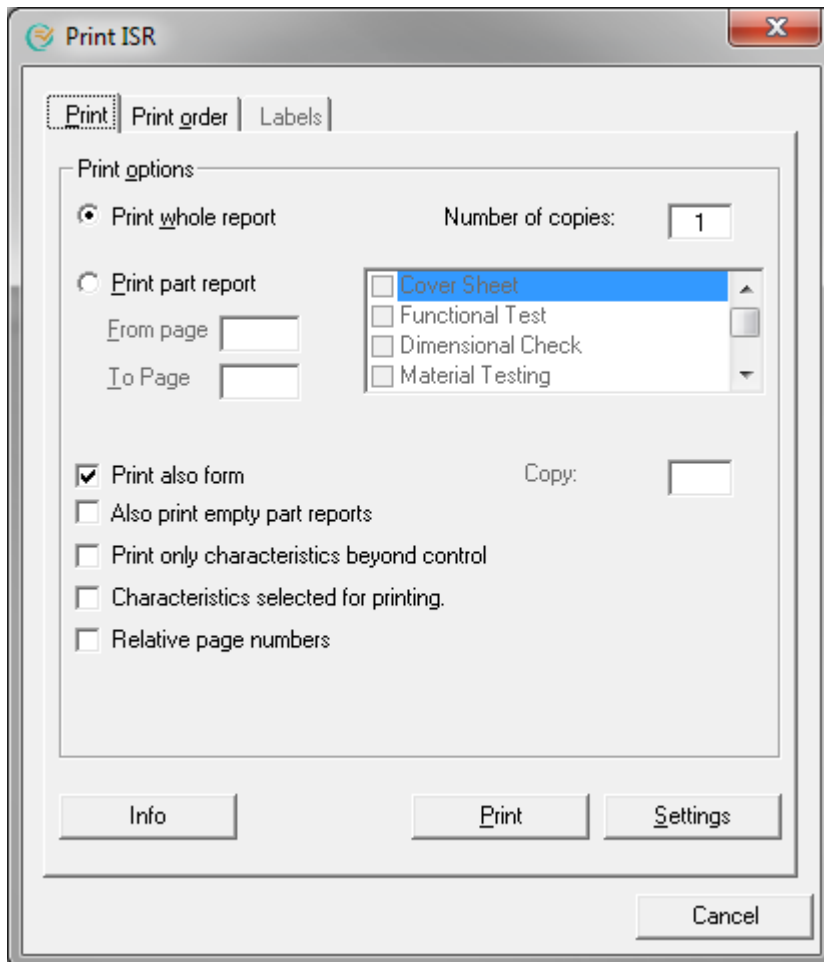 Print ISR
Print Print order Labels
Print options
Print whole report Number of copies: 1
Print part report
Cover Sheet
Functional Test
Dimensional Check
Material Testing
From page
To Page
Print also form Copy:
Also print empty part reports
Print only characteristics beyond control
Characteristics selected for printing.
Relative page numbers
Info Print Settings
Cancel